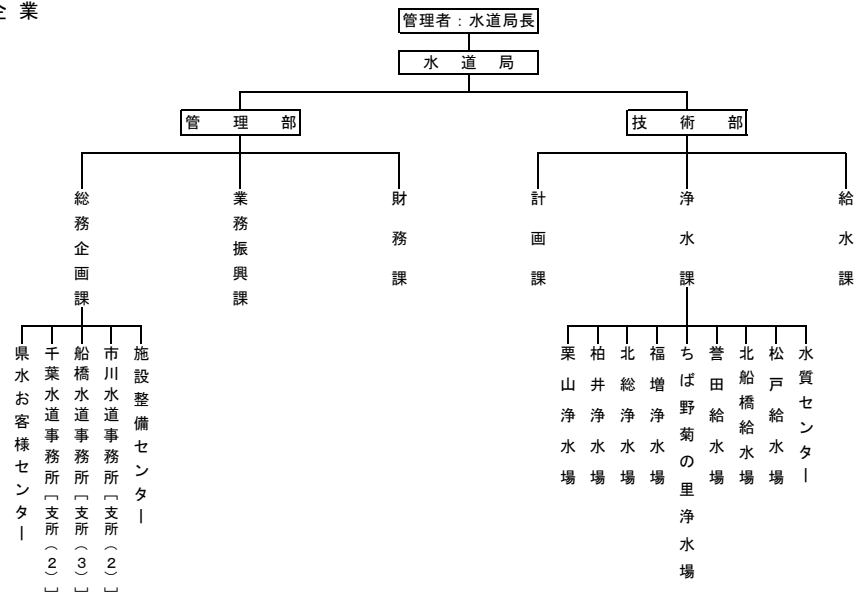 企 業
管理者：水道局長
水 道 局
管 理 部
技 術 部
総務企画課
業務振興課
財務課
計画課
浄水課
給水課
県水お客様センター
千葉水道事務所［支所（2）］
船橋水道事務所［支所（3）］
市川水道事務所［支所（2）］
施設整備センター
栗山浄水場
柏井浄水場
北総浄水場
福増浄水場
ちば野菊の里浄水場
誉田給水場
北船橋給水場
松戸給水場
水質センター